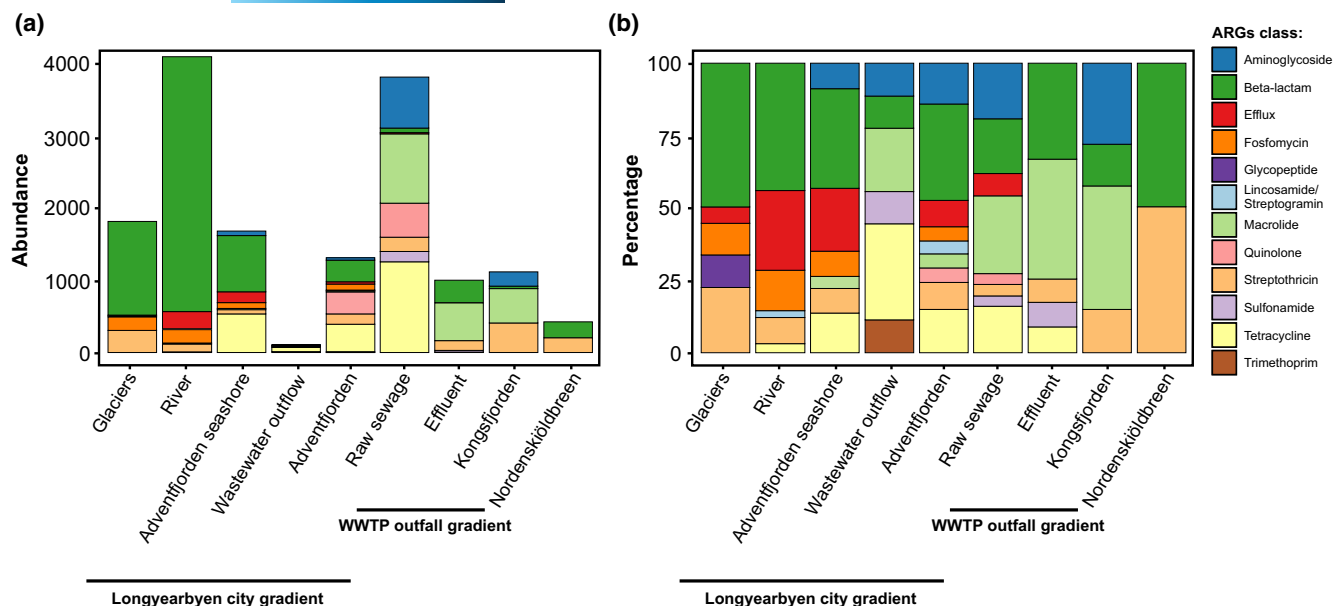 (a)
Abundance
4000
3000
2000
1000
0
Glaciers
River
Adventfjorden seashore
Wastewater outflow
Adventfjorden
Raw sewage
Effluent
Kongsfjorden
Nordenskiöldbreen
WWTP outfall gradient
Longyearbyen city gradient
(b)
Percentage
100
75
50
25
0
Glaciers
River
Adventfjorden seashore
Wastewater outflow
Adventfjorden
Raw sewage
Effluent
Kongsfjorden
Nordenskiöldbreen
WWTP outfall gradient
Longyearbyen city gradient
ARGs class:
Aminoglycoside
Beta-lactam
Efflux
Fosfomycin
Glycopeptide
Lincosamide/
Streptogramin
Macrolide
Quinolone
Streptothricin
Sulfonamide
Tetracycline
Trimethoprim